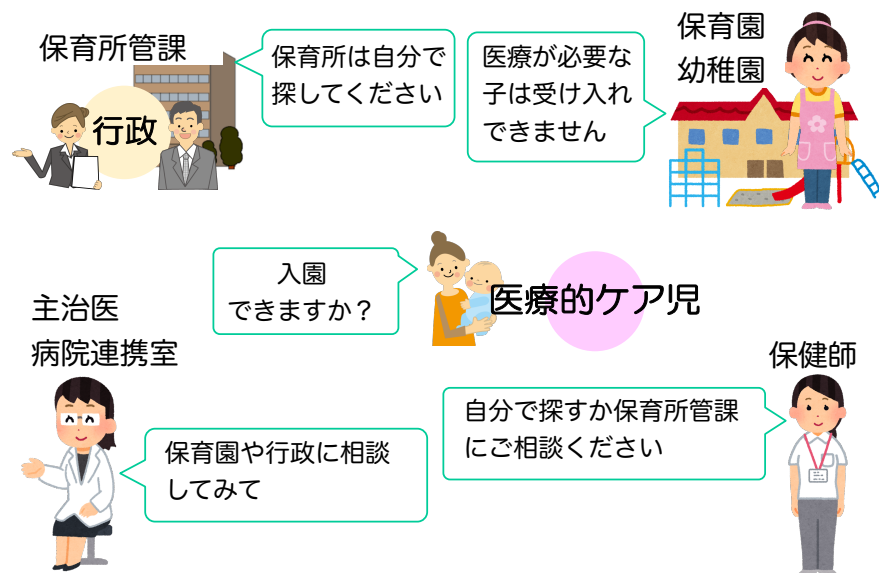 保育所管課
行政
保育所は自分で
探してください
医療が必要な
子は受け入れ
できません
保育園
幼稚園
入園
できますか？
医療的ケア児
主治医
病院連携室
保育園や行政に相談
してみて
自分で探すか保育所管課
にご相談ください
保健師